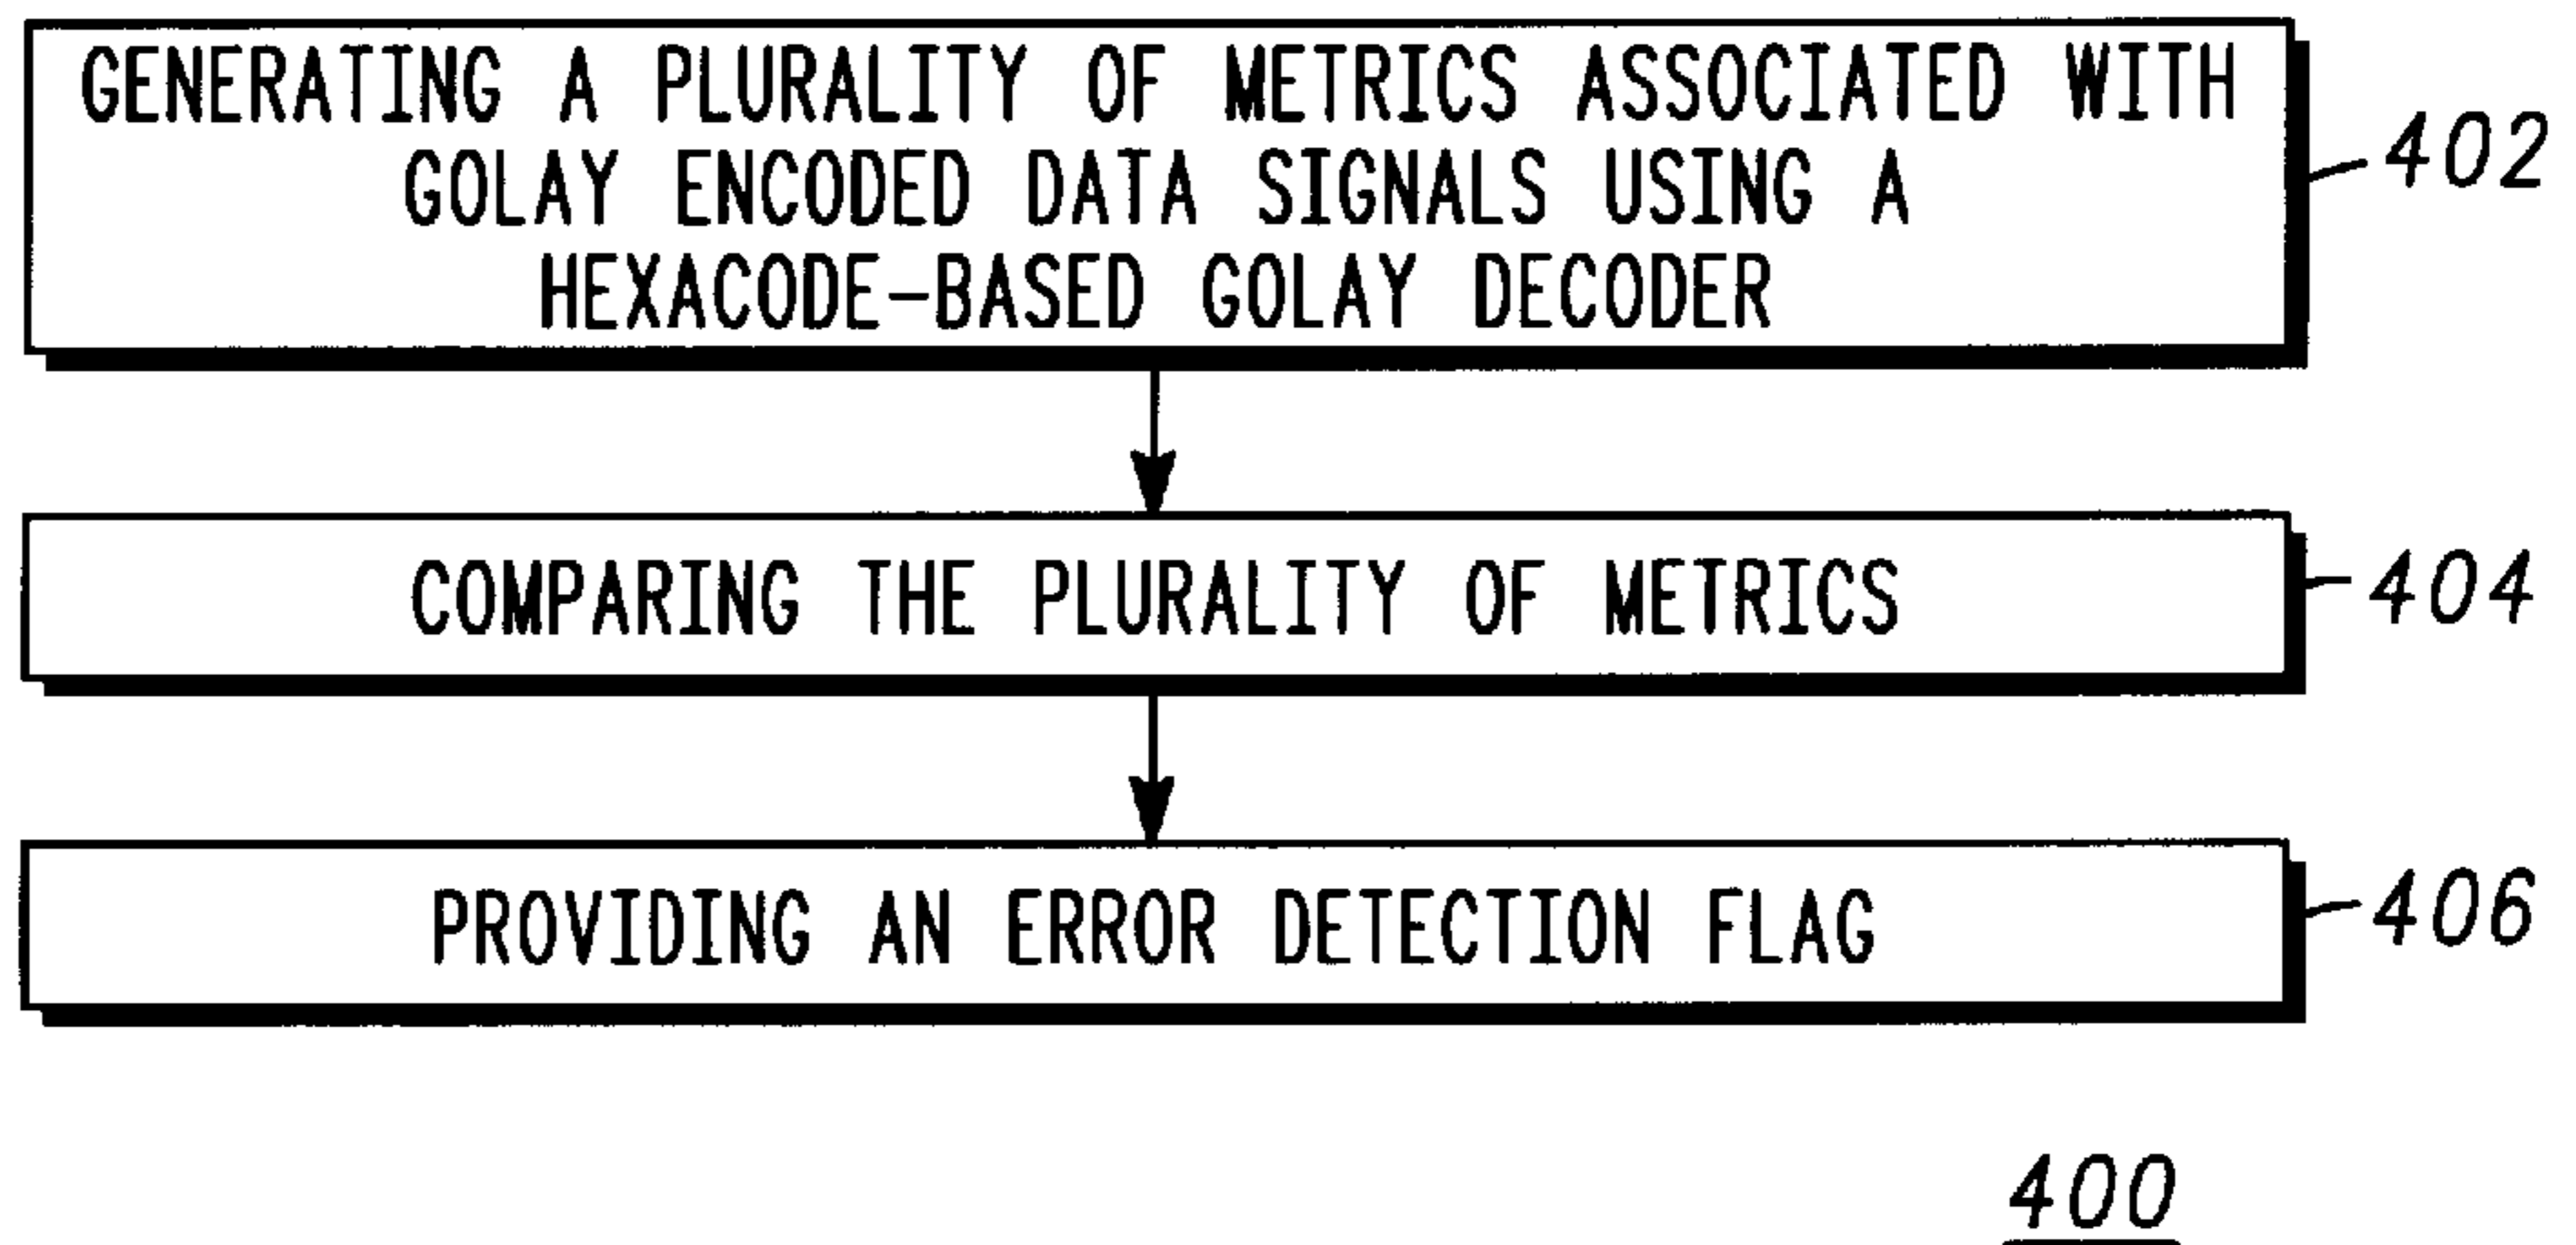 GENERATING A PLURALITY OF METRICS ASSOCIATED WITH
GOLAY ENCODED DATA SIGNALS USING A
HEXACODE-BASED GOLAY DECODER
402
COMPARING THE PLURALITY OF METRICS
404
PROVIDING AN ERROR DETECTION FLAG
406
400